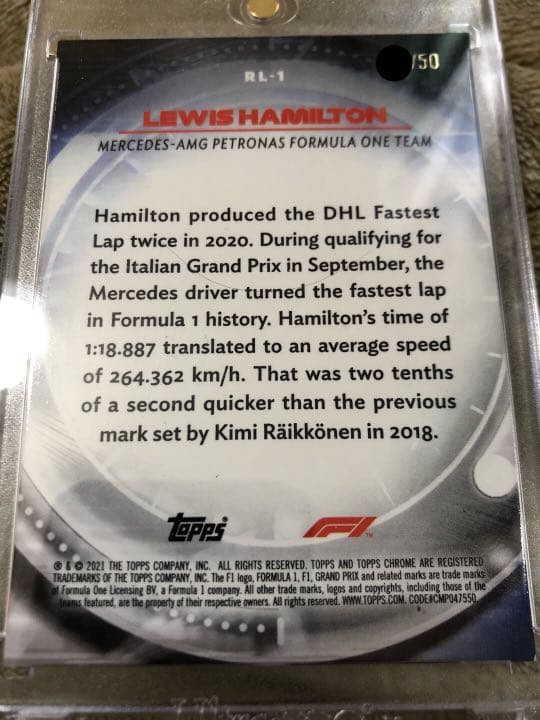 /50
RL-1
LEWIS HAMILTON
MERCEDES-AMG PETRONAS FORMULA ONE TEAM
Hamilton produced the DHL Fastest
Lap twice in 2020. During qualifying for
the Italian Grand Prix in September, the
Mercedes driver turned the fastest lap
in Formula 1 history. Hamilton's time of
1:18.887 translated to an average speed
of 264.362 km/h. That was two tenths
of a second quicker than the previous
mark set by Kimi Räikkönen in 2018.
topps F1 ™
® & © 2021 THE TOPPS COMPANY, INC. ALL RIGHTS RESERVED. TOPPS AND TOPPS CHROME ARE REGISTERED
TRADEMARKS OF THE TOPPS COMPANY, INC. The F1 logo, FORMULA 1, F1, GRAND PRIX and related marks are trade marks
of Formula One Licensing BV, a Formula 1 company. All other trade marks, logos and copyrights, including those of the
teams featured, are the property of their respective owners. All rights reserved. WWW.TOPPS.COM. CODE#CMP047550